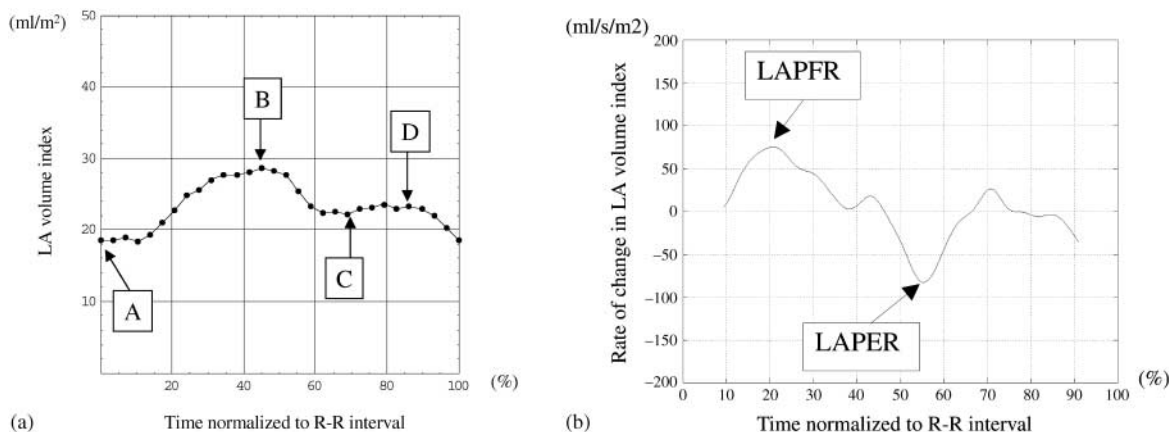 (ml/m²)
50
40
30
20
10
LA volume index
A
B
C
D
20
40
60
80
100
(%)
(a)
Time normalized to R-R interval
(ml/s/m2)
200
150
100
50
0
−50
−100
−150
−200
Rate of change in LA volume index
LAPFR
LAPER
0
10
20
30
40
50
60
70
80
90
100
(%)
(b)
Time normalized to R-R interval